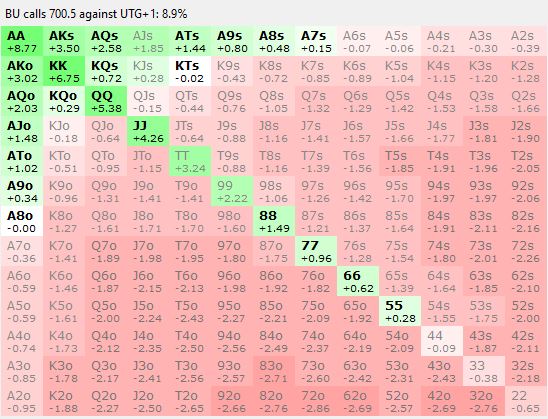 BU calls 700.5 against UTG+1: 8.9%
AA AKs AQs AJs ATs A9s A8s A7s A6s A5s A4s A3s A2s
+8.77 +3.50 +2.58 +1.85 +1.44 +0.80 +0.48 +0.15 -0.07 -0.06 -0.21 -0.30 -0.39
AKo KK KQs KJs KTs K9s K8s K7s K6s K5s K4s K3s K2s
+3.02 +6.75 +0.72 +0.28 -0.02 -0.43 -0.72 -0.85 -0.89 -1.04 -1.15 -1.20 -1.28
AQo KQo QQ QJs QTs Q9s Q8s Q7s Q6s Q5s Q4s Q3s Q2s
+2.03 +0.29 +5.38 -0.15 -0.44 -0.76 -1.05 -1.32 -1.29 -1.42 -1.53 -1.58 -1.66
AJo KJo QJo JJ JTs J9s J8s J7s J6s J5s J4s J3s J2s
+1.48 -0.18 -0.64 +4.26 -0.64 -0.88 -1.16 -1.41 -1.57 -1.66 -1.77 -1.81 -1.90
ATo KTo QTo JTo TT T9s T8s T7s T6s T5s T4s T3s T2s
+1.02 -0.51 -0.95 -1.15 +3.24 -0.88 -1.16 -1.39 -1.56 -1.85 -1.91 -1.96 -2.05
A9o K9o Q9o J9o T9o 99 98s 97s 96s 95s 94s 93s 92s
+0.34 -0.96 -1.31 -1.41 -1.41 +2.22 -1.06 -1.26 -1.42 -1.70 -1.97 -1.90 -2.06
A8o K8o Q8o J8o T8o 98o 88 87s 86s 85s 84s 83s 82s
-0.00 -1.27 -1.61 -1.71 -1.70 -1.60 +1.49 -1.21 -1.37 -1.64 -1.91 -2.11 -2.16
A7o K7o Q7o J7o T7o 97o 87o 77 76s 75s 74s 73s 72s
-0.36 -1.41 -1.89 -1.98 -1.95 -1.80 -1.75 +0.96 -1.28 -1.54 -1.80 -2.01 -2.26
A6o K6o Q6o J6o T6o 96o 86o 76o 66 65s 64s 63s 62s
-0.59 -1.46 -1.87 -2.15 -2.13 -1.98 -1.92 -1.82 +0.62 -1.39 -1.64 -1.85 -2.10
A5o K5o Q5o J5o T5o 95o 85o 75o 65o 55 54s 53s 52s
-0.59 -1.61 -2.00 -2.24 -2.43 -2.27 -2.21 -2.09 -1.92 +0.28 -1.55 -1.75 -2.00
A4o K4o Q4o J4o T4o 94o 84o 74o 64o 54o 44 43s 42s
-0.74 -1.73 -2.12 -2.35 -2.50 -2.56 -2.49 -2.37 -2.19 -2.09 -0.09 -1.87 -2.11
A3o K3o Q3o J3o T3o 93o 83o 73o 63o 53o 43o 33 32s
-0.85 -1.78 -2.17 -2.41 -2.56 -2.57 -2.71 -2.60 -2.42 -2.31 -2.43 -0.38 -2.18
A2o K2o Q2o J2o T2o 92o 82o 72o 62o 52o 42o 32o 22
-0.95 -1.88 -2.27 -2.50 -2.65 -2.66 -2.76 -2.86 -2.69 -2.57 -2.69 -2.76 -0.65